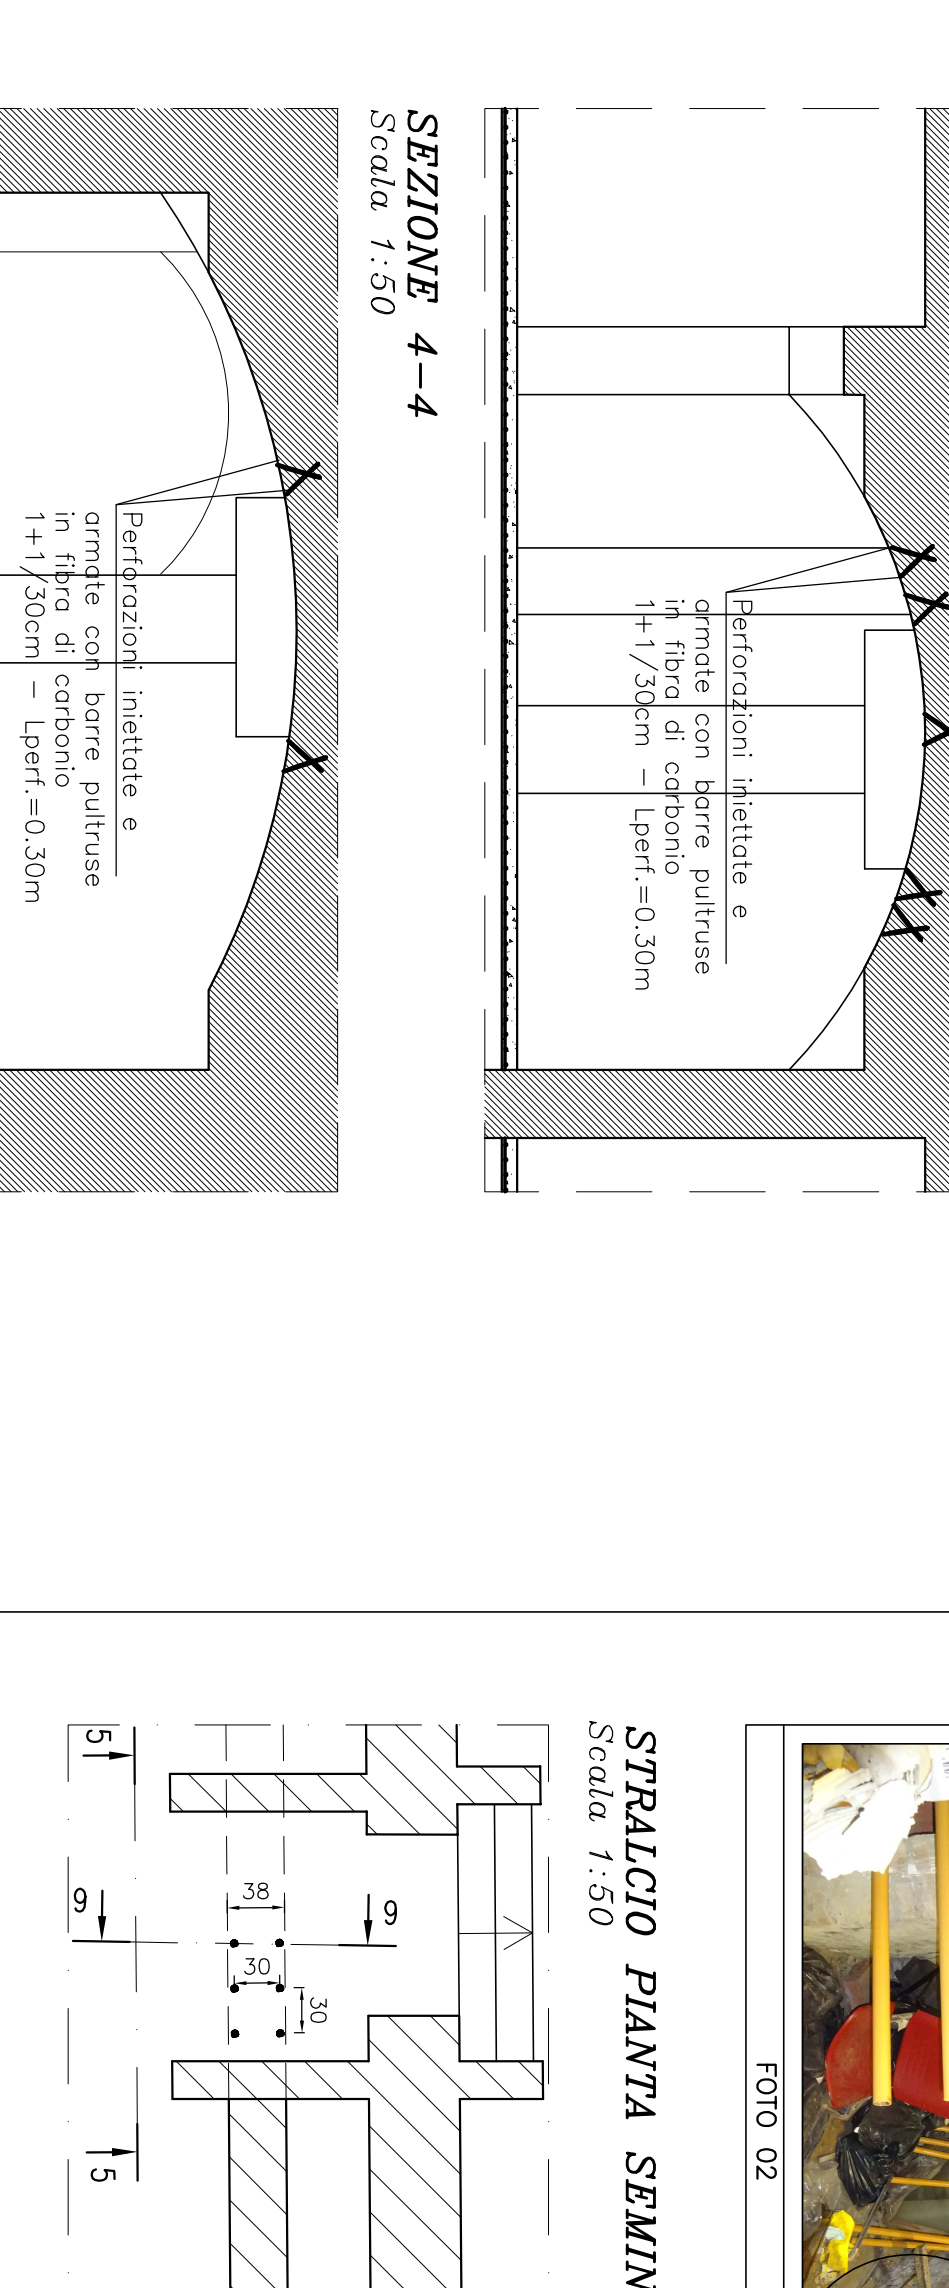 Perforazioni iniettate e
armate con barre pultruse
in fibra di carbonio
1+1/30cm – Lperf.=0.30m
SEZIONE 4–4
Scala 1:50
Perforazioni iniettate e
armate con barre pultruse
in fibra di carbonio
1+1/30cm – Lperf.=0.30m
FOTO 02
STRALCIO PIANTA SEMIN
Scala 1:50
9
30
38
30
9
5
5